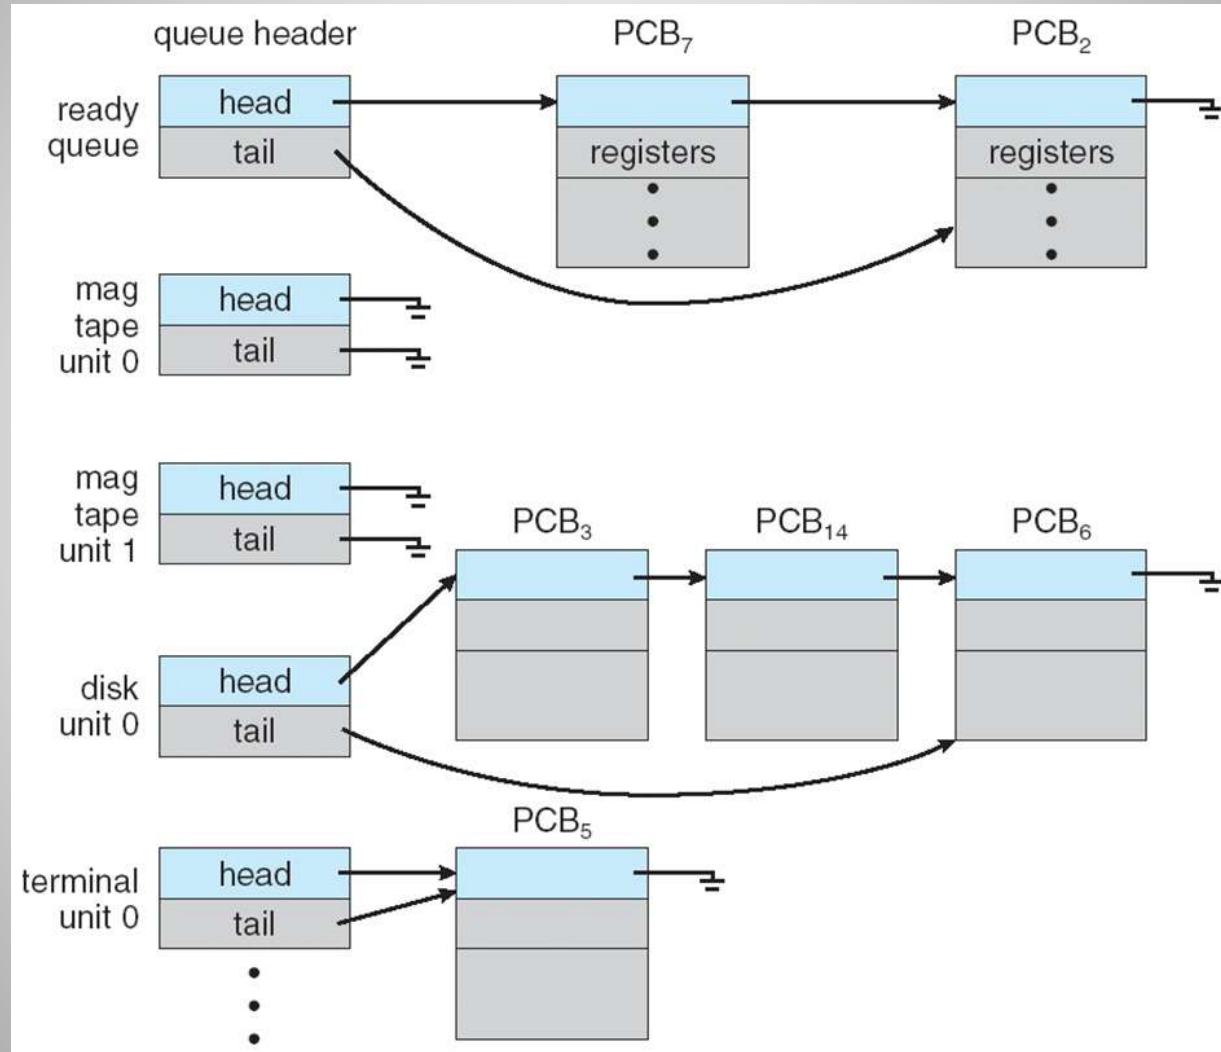 queue header
PCB7
PCB2
ready
queue
head
tail
registers
registers
mag
tape
unit 0
head
tail
mag
tape
unit 1
head
tail
PCB3
PCB14
PCB6
disk
unit 0
head
tail
PCB5
terminal
unit 0
head
tail